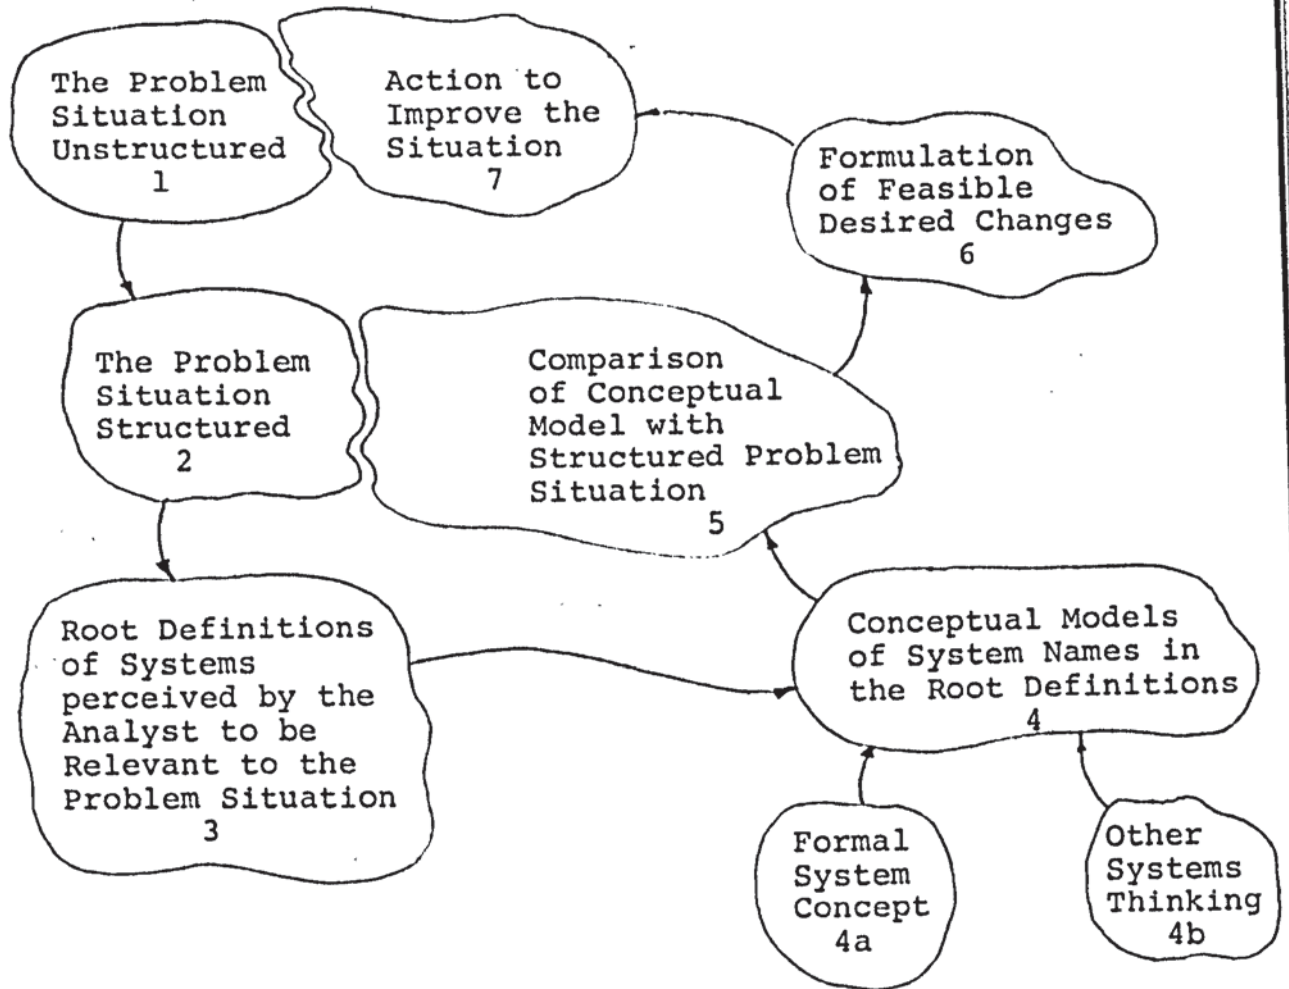 The Problem
Situation
Unstructured
1
Action to
Improve the
Situation
7
Formulation
of Feasible
Desired Changes
6
The Problem
Situation
Structured
2
Comparison
of Conceptual
Model with
Structured Problem
Situation
5
Root Definitions
of Systems
perceived by the
Analyst to be
Relevant to the
Problem Situation
3
Conceptual Models
of System Names in
the Root Definitions
4
Formal
System
Concept
4a
Other
Systems
Thinking
4b